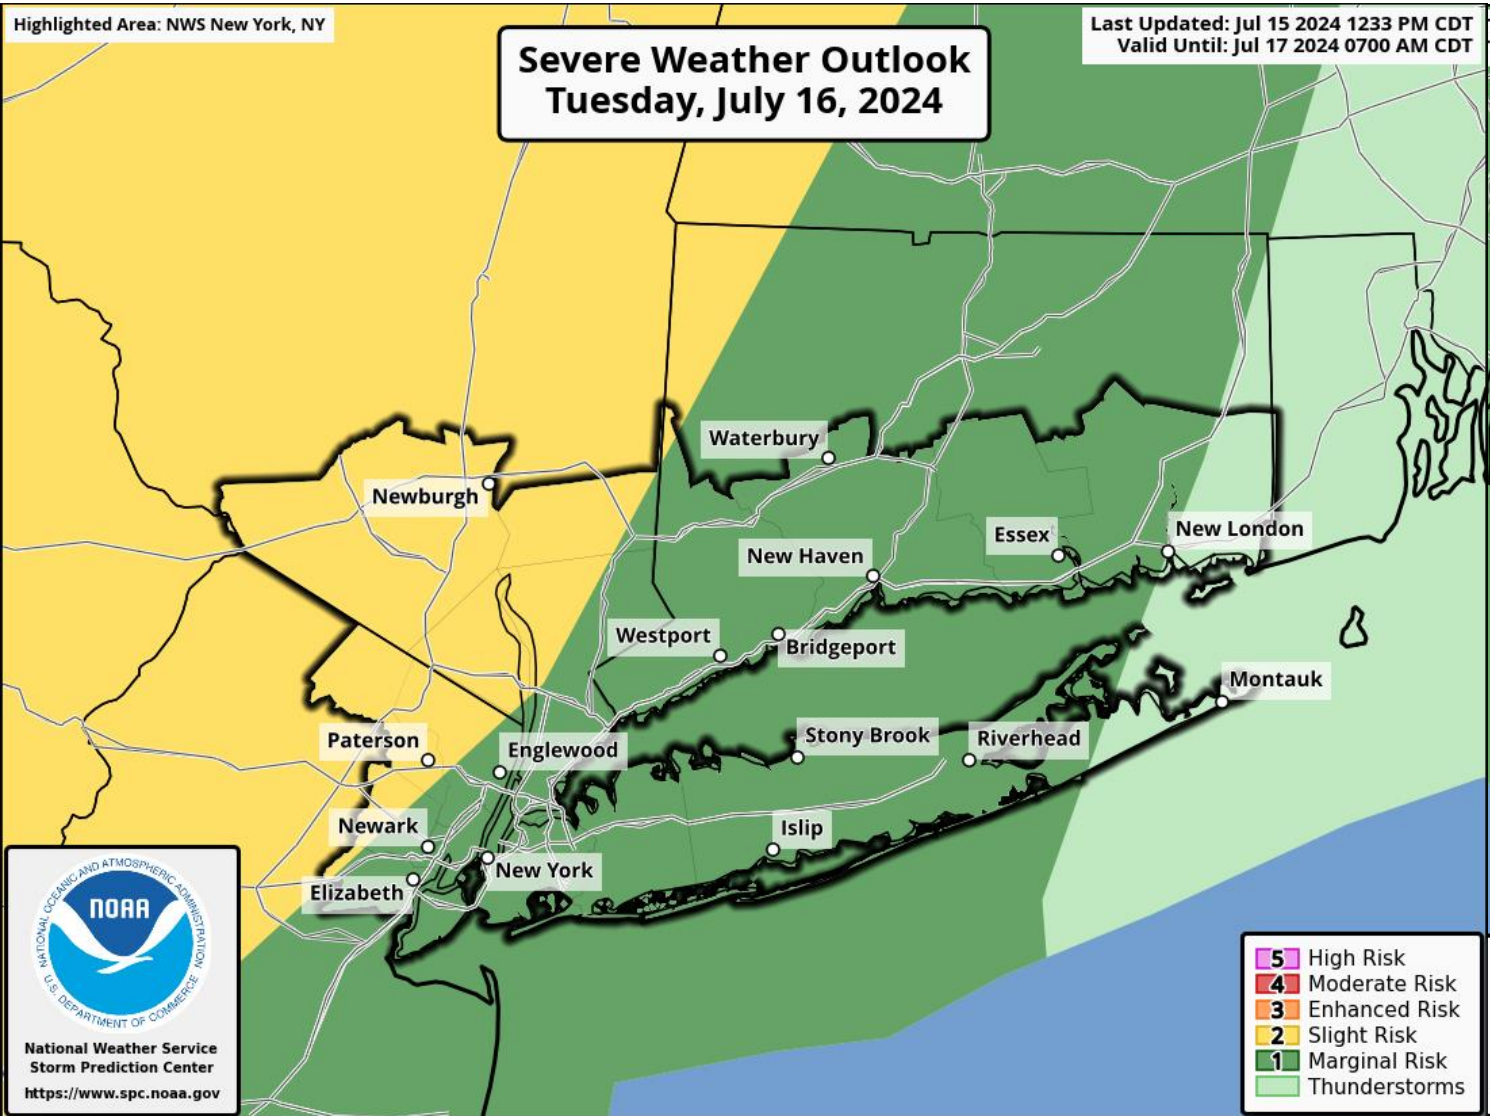 Highlighted Area: NWS New York, NY
Last Updated: Jul 15 2024 1233 PM CDT
Valid Until: Jul 17 2024 0700 AM CDT
Severe Weather Outlook
Tuesday, July 16, 2024
Waterbury
Newburgh
Essex
New London
New Haven
Westport
Bridgeport
Montauk
Paterson
Englewood
Stony Brook
Riverhead
Newark
Islip
New York
Elizabeth
NATIONAL OCEANIC AND ATMOSPHERIC ADMINISTRATION
NOAA
U.S. DEPARTMENT OF COMMERCE
National Weather Service
Storm Prediction Center
https://www.spc.noaa.gov
5 High Risk
4 Moderate Risk
3 Enhanced Risk
2 Slight Risk
1 Marginal Risk
Thunderstorms